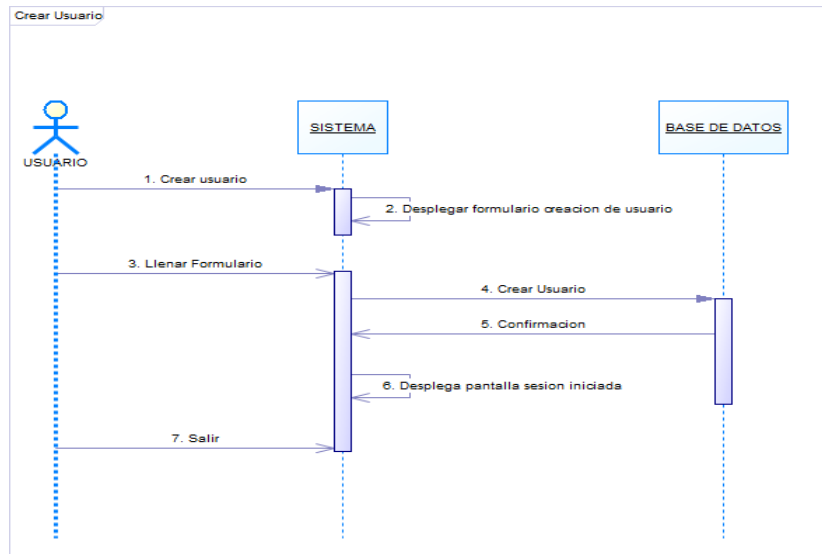 Crear Usuario
SISTEMA
BASE DE DATOS
USUARIO
1. Crear usuario
2. Desplegar formulario creacion de usuario
3. Llenar Formulario
4. Crear Usuario
5. Confirmacion
6. Desplega pantalla sesion iniciada
7. Salir